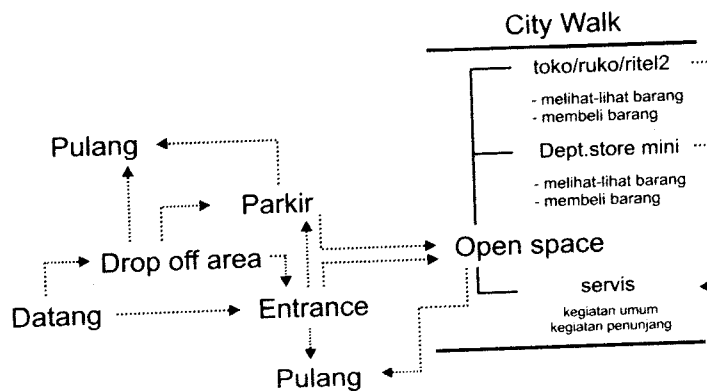 City Walk
toko/ruko/ritel2
- melihat-lihat barang
- membeli barang
Pulang
Dept.store mini
- melihat-lihat barang
- membeli barang
Parkir
Drop off area
Open space
Datang
Entrance
servis
kegiatan umum
kegiatan penunjang
Pulang